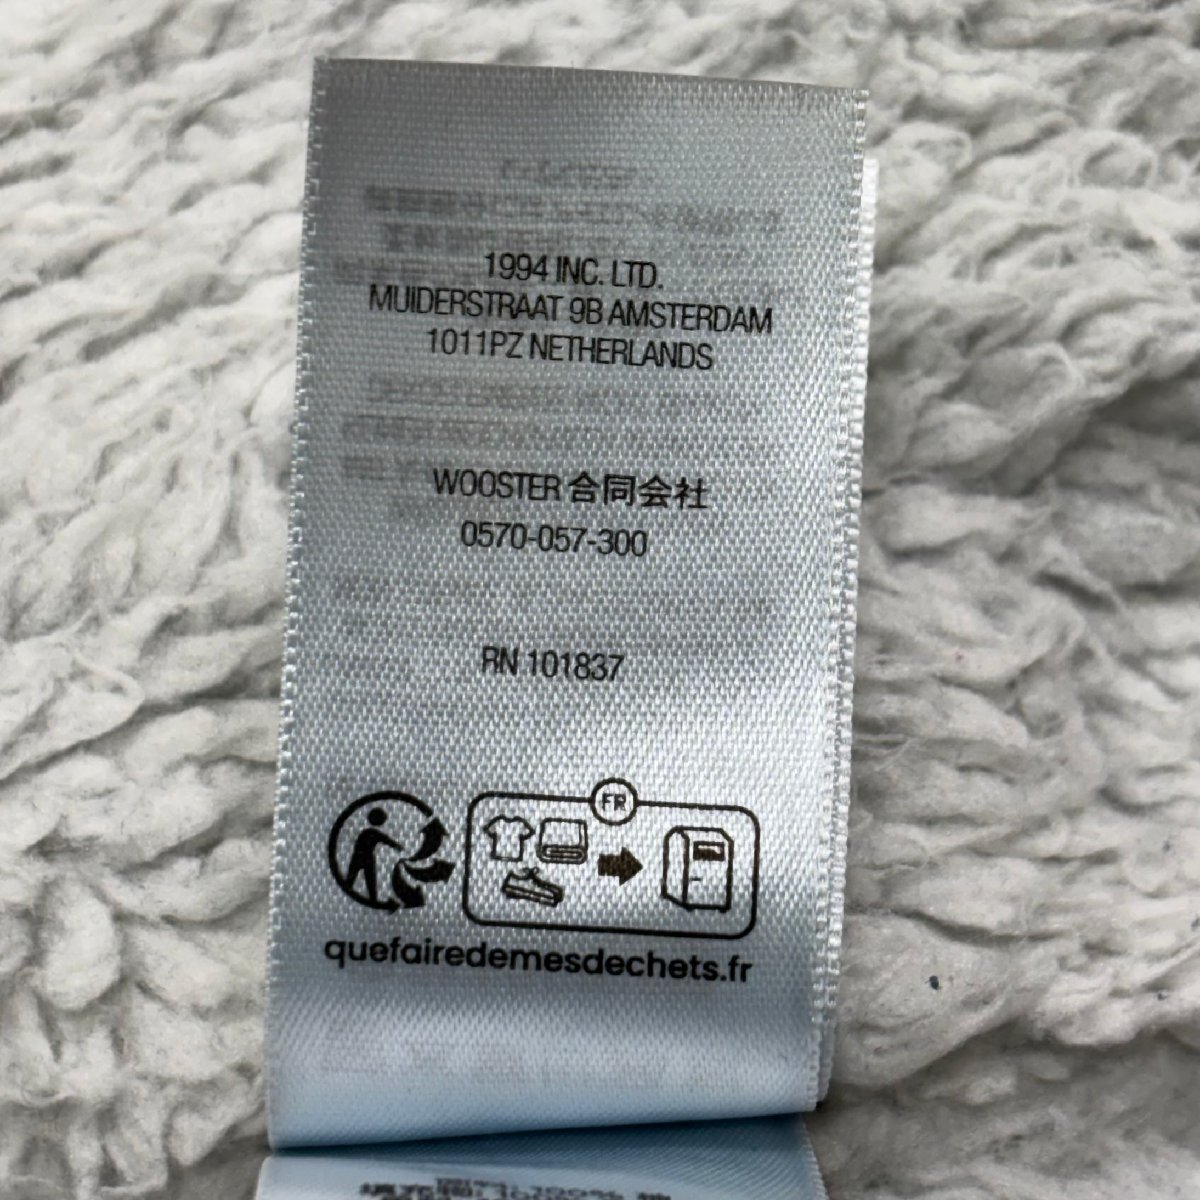 1994 INC. LTD.
MUIDERSTRAAT 9B AMSTERDAM
1011PZ NETHERLANDS
WOOSTER 合同会社
0570-057-300
RN 101837
FR
quefairedemesdechets.fr